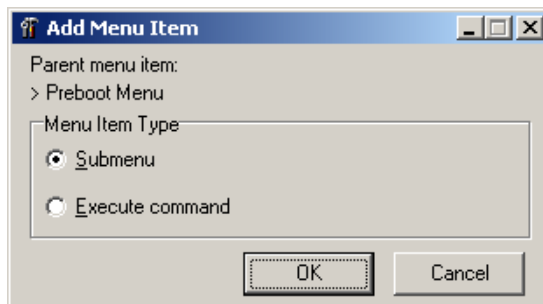 Add Menu Item
Parent menu item:
> Preboot Menu
Menu Item Type
Submenu
Execute command
OK
Cancel